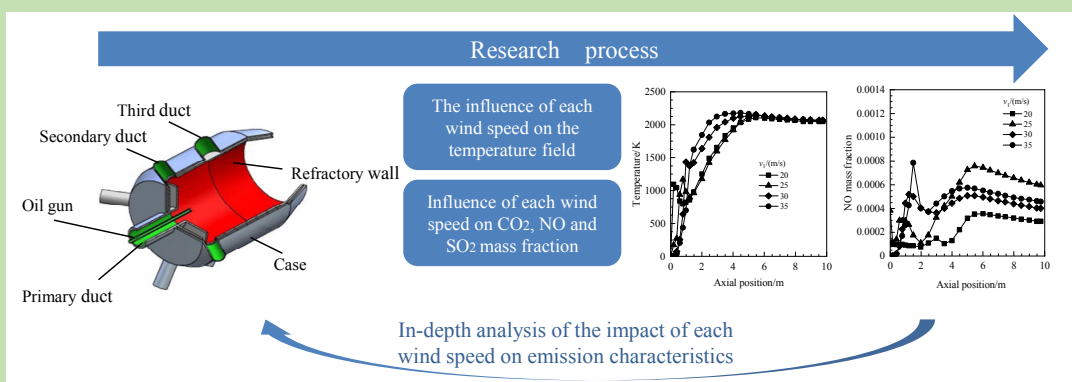 Research process
Third duct
Secondary duct
Refractory wall
Oil gun
Case
Primary duct
The influence of each
wind speed on the
temperature field
Influence of each wind
speed on CO2, NO and
SO2 mass fraction
2500
2000
1500
1000
500
0
Temperature/K
v₁/(m/s)
20
25
30
35
0 2 4 6 8 10
Axial position/m
0.0014
0.0012
0.0010
0.0008
0.0006
0.0004
0.0002
0.0000
NO mass fraction
v₁/(m/s)
20
25
30
35
0 2 4 6 8 10
Axial position/m
In-depth analysis of the impact of each
wind speed on emission characteristics